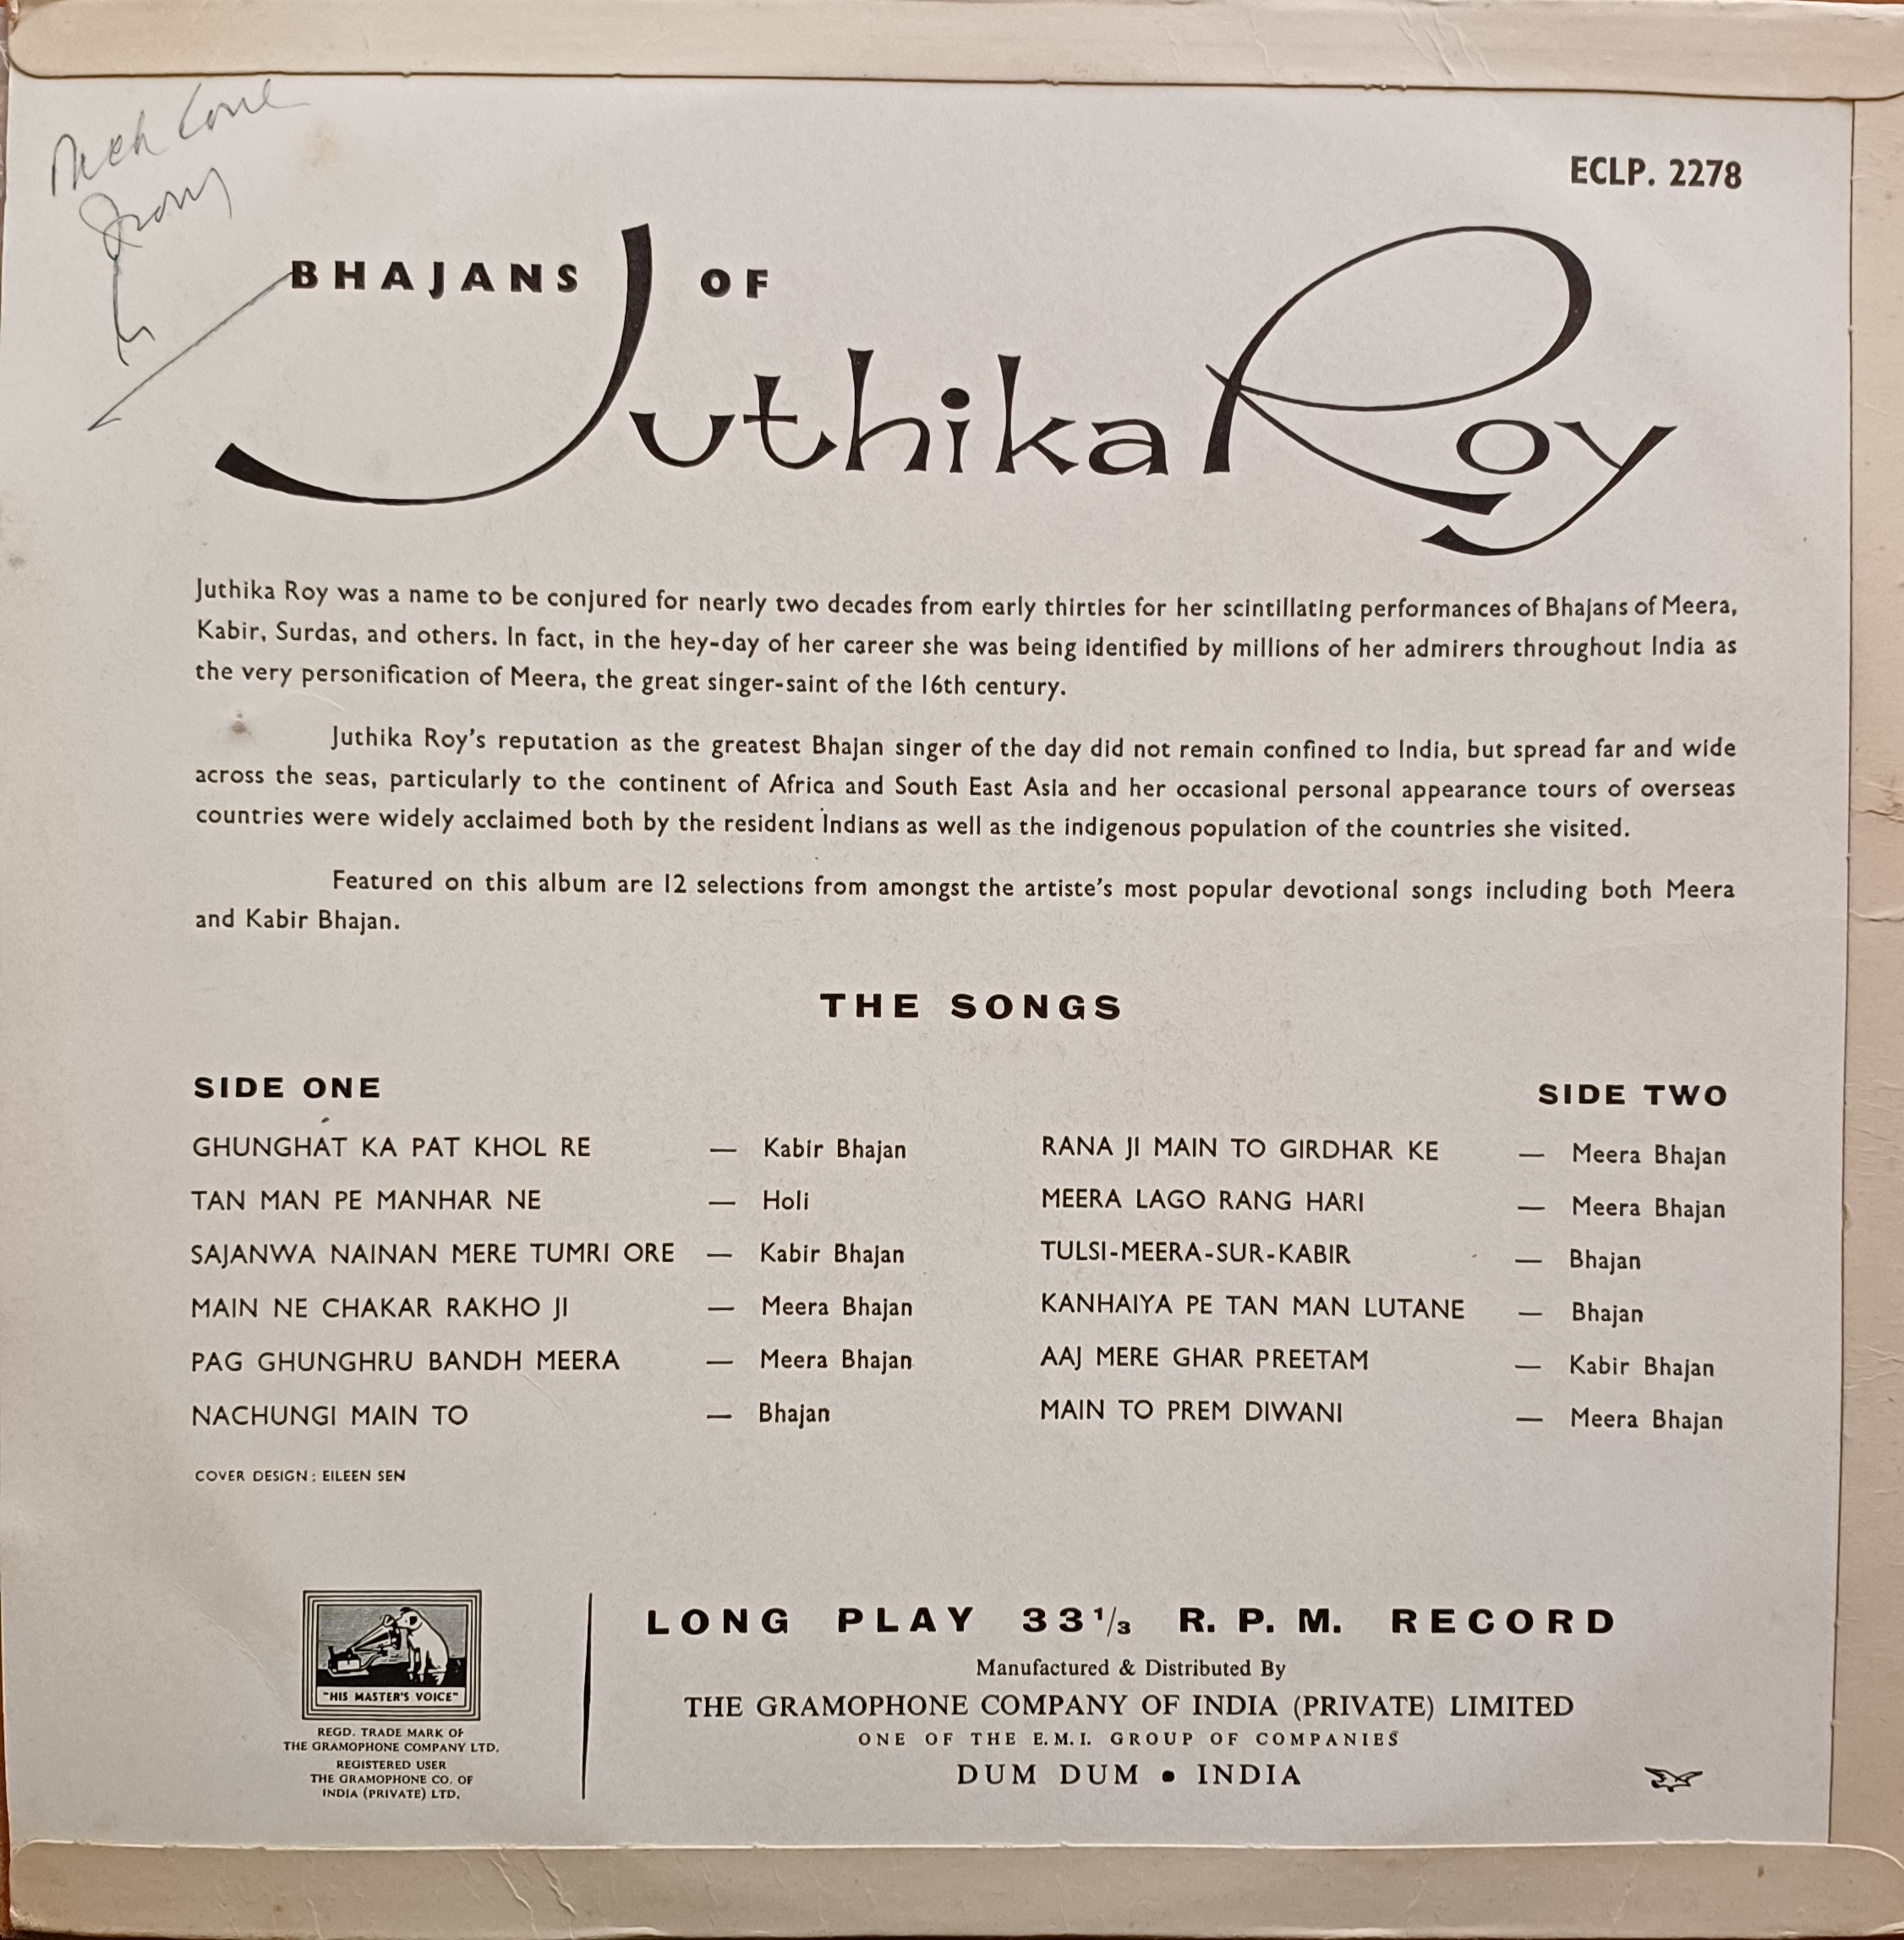 ECLP. 2278
BHAJANS OF
Juthika Roy
Juthika Roy was a name to be conjured for nearly two decades from early thirties for her scintillating performances of Bhajans of Meera,
Kabir, Surdas, and others. In fact, in the hey-day of her career she was being identified by millions of her admirers throughout India as
the very personification of Meera, the great singer-saint of the 16th century.
Juthika Roy's reputation as the greatest Bhajan singer of the day did not remain confined to India, but spread far and wide
across the seas, particularly to the continent of Africa and South East Asia and her occasional personal appearance tours of overseas
countries were widely acclaimed both by the resident Indians as well as the indigenous population of the countries she visited.
Featured on this album are 12 selections from amongst the artiste's most popular devotional songs including both Meera
and Kabir Bhajan.
THE SONGS
SIDE ONE
GHUNGHAT KA PAT KHOL RE — Kabir Bhajan
TAN MAN PE MANHAR NE — Holi
SAJANWA NAINAN MERE TUMRI ORE — Kabir Bhajan
MAIN NE CHAKAR RAKHO JI — Meera Bhajan
PAG GHUNGHRU BANDH MEERA — Meera Bhajan
NACHUNGI MAIN TO — Bhajan
SIDE TWO
RANA JI MAIN TO GIRDHAR KE — Meera Bhajan
MEERA LAGO RANG HARI — Meera Bhajan
TULSI-MEERA-SUR-KABIR — Bhajan
KANHAIYA PE TAN MAN LUTANE — Bhajan
AAJ MERE GHAR PREETAM — Kabir Bhajan
MAIN TO PREM DIWANI — Meera Bhajan
COVER DESIGN : EILEEN SEN
"HIS MASTER'S VOICE"
REGD. TRADE MARK OF
THE GRAMOPHONE COMPANY LTD.
REGISTERED USER
THE GRAMOPHONE CO. OF
INDIA (PRIVATE) LTD.
LONG PLAY 33⅓ R. P. M. RECORD
Manufactured & Distributed By
THE GRAMOPHONE COMPANY OF INDIA (PRIVATE) LIMITED
ONE OF THE E.M.I. GROUP OF COMPANIES
DUM DUM • INDIA